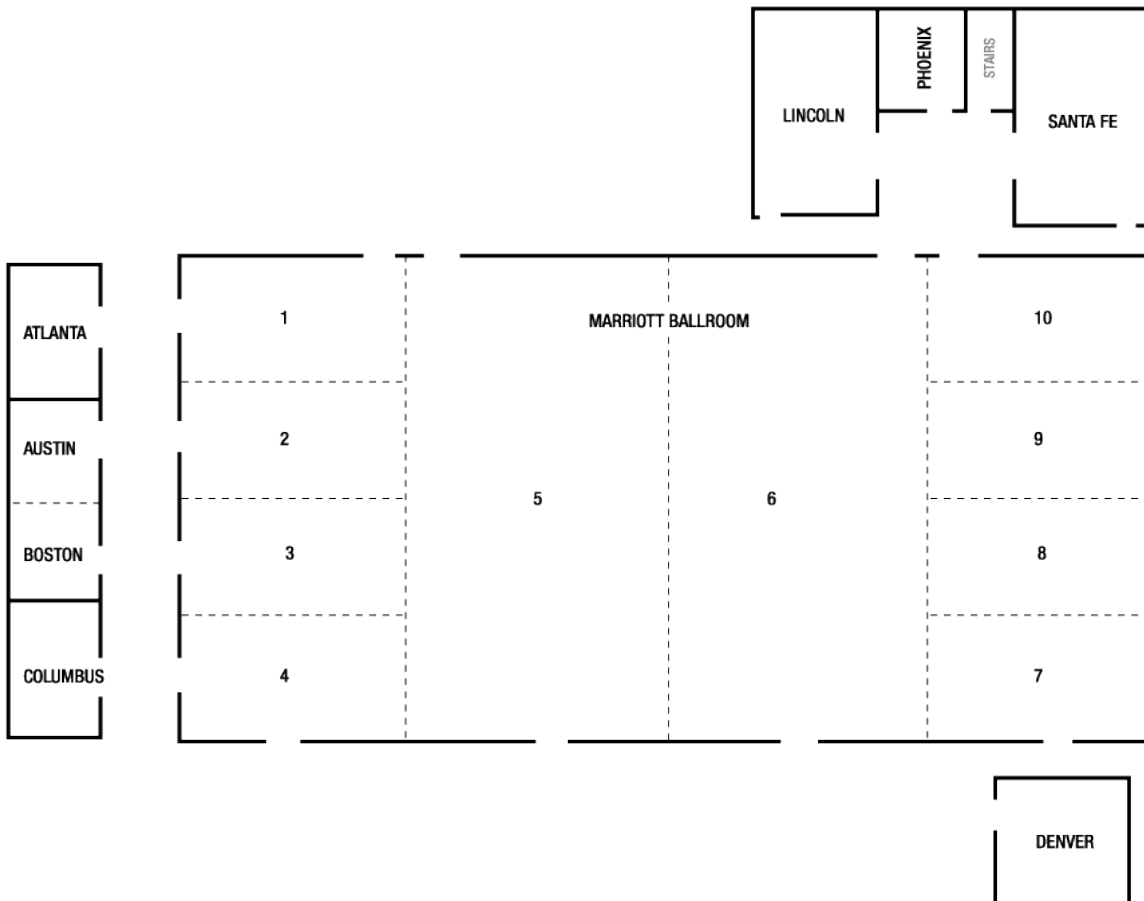 PHOENIX
STAIRS
LINCOLN
SANTA FE
ATLANTA
1
MARRIOTT BALLROOM
10
AUSTIN
2
9
5
6
BOSTON
3
8
COLUMBUS
4
7
DENVER